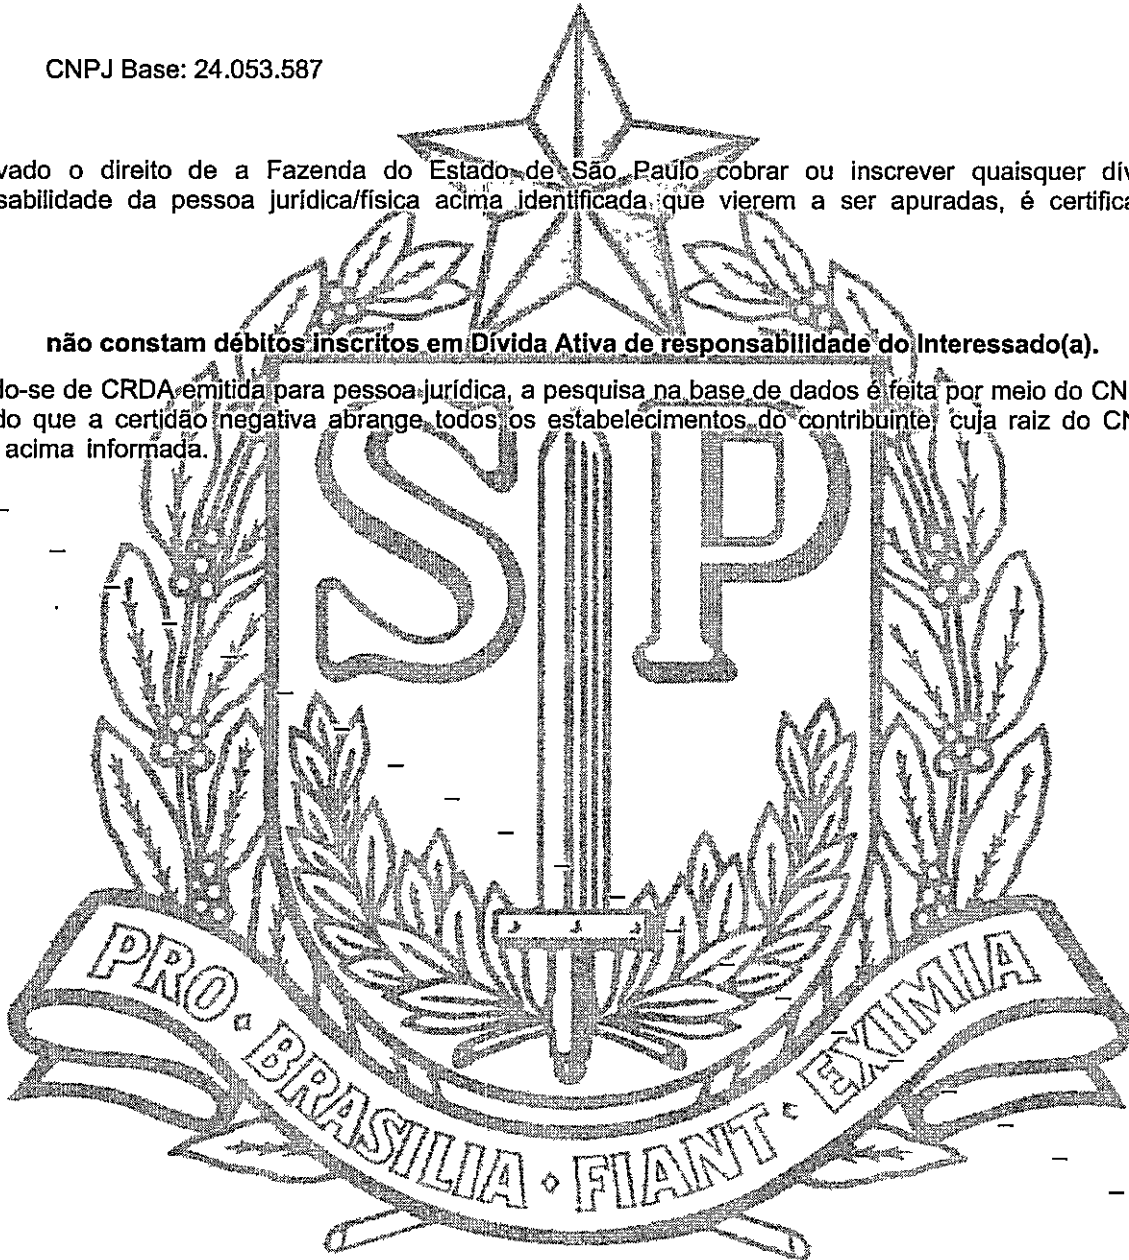 CNPJ Base: 24.053.587
vado o direito de a Fazenda do Estado de São Paulo cobrar ou inscrever quaisquer dív
sabilidade da pessoa jurídica/física acima identificada que vierem a ser apuradas, é certifica
não constam débitos inscritos em Dívida Ativa de responsabilidade do Interessado(a).
do-se de CRDA emitida para pessoa jurídica, a pesquisa na base de dados é feita por meio do CN
do que a certidão negativa abrange todos os estabelecimentos do contribuinte, cuja raiz do CN
acima informada.
SP
PRO • BRASILIA • FIANT • EXIMIA